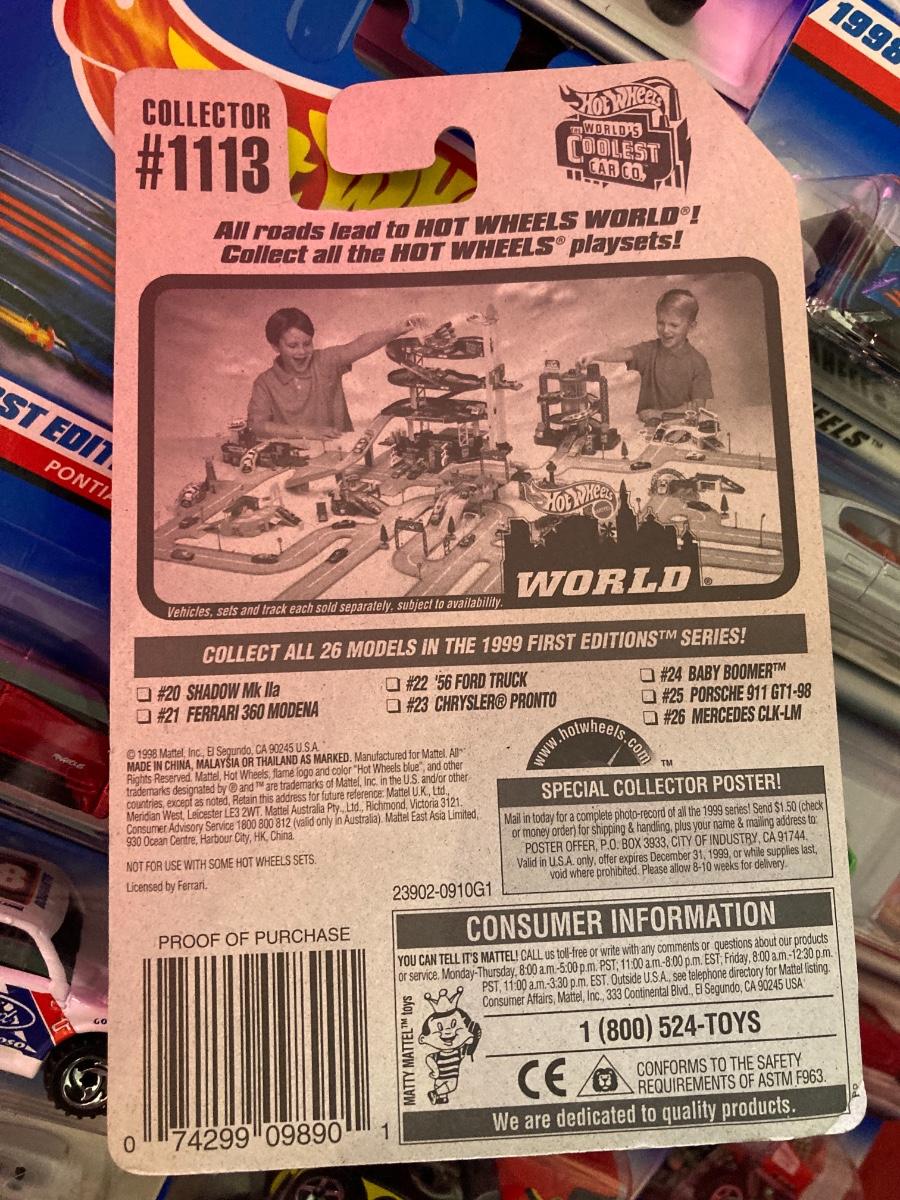 1998
COLLECTOR
#1113
HOT WHEELS
THE WORLD'S
COOLEST
CAR CO.
All roads lead to HOT WHEELS WORLD®!
Collect all the HOT WHEELS® playsets!
HOT WHEELS
WORLD®
Vehicles, sets and track each sold separately, subject to availability.
COLLECT ALL 26 MODELS IN THE 1999 FIRST EDITIONS™ SERIES!
#20 SHADOW Mk IIa
#21 FERRARI 360 MODENA
#22 '56 FORD TRUCK
#23 CHRYSLER® PRONTO
#24 BABY BOOMER™
#25 PORSCHE 911 GT1-98
#26 MERCEDES CLK-LM
© 1998 Mattel, Inc., El Segundo, CA 90245 U.S.A.
MADE IN CHINA, MALAYSIA OR THAILAND AS MARKED. Manufactured for Mattel. All
Rights Reserved. Mattel, Hot Wheels, flame logo and color "Hot Wheels blue", and other
trademarks designated by ® and ™ are trademarks of Mattel, Inc. in the U.S. and/or other
countries, except as noted. Retain this address for future reference: Mattel U.K., Ltd.,
Meridian West, Leicester LE3 2WT. Mattel Australia Pty., Ltd., Richmond, Victoria 3121.
Consumer Advisory Service 1800 800 812 (valid only in Australia). Mattel East Asia Limited,
930 Ocean Centre, Harbour City, HK, China.
NOT FOR USE WITH SOME HOT WHEELS SETS.
Licensed by Ferrari.
23902-0910G1
www.hotwheels.com
™
SPECIAL COLLECTOR POSTER!
Mail in today for a complete photo-record of all the 1999 series! Send $1.50 (check
or money order) for shipping & handling, plus your name & mailing address to:
POSTER OFFER, P.O. BOX 3933, CITY OF INDUSTRY, CA 91744.
Valid in U.S.A. only, offer expires December 31, 1999, or while supplies last,
void where prohibited. Please allow 8-10 weeks for delivery.
PROOF OF PURCHASE
0 74299 09890 1
CONSUMER INFORMATION
YOU CAN TELL IT'S MATTEL! CALL us toll-free or write with any comments or questions about our products
or service. Monday-Thursday, 8:00 a.m.-5:00 p.m. PST; 11:00 a.m.-8:00 p.m. EST; Friday, 8:00 a.m.-12:30 p.m.
PST, 11:00 a.m.-3:30 p.m. EST. Outside U.S.A., see telephone directory for Mattel listing.
Consumer Affairs, Mattel, Inc., 333 Continental Blvd., El Segundo, CA 90245 USA
MATTY MATTEL™ toys
1 (800) 524-TOYS
CE
CONFORMS TO THE SAFETY
REQUIREMENTS OF ASTM F963.
We are dedicated to quality products.
ST EDIT
PONTIA
ELS™